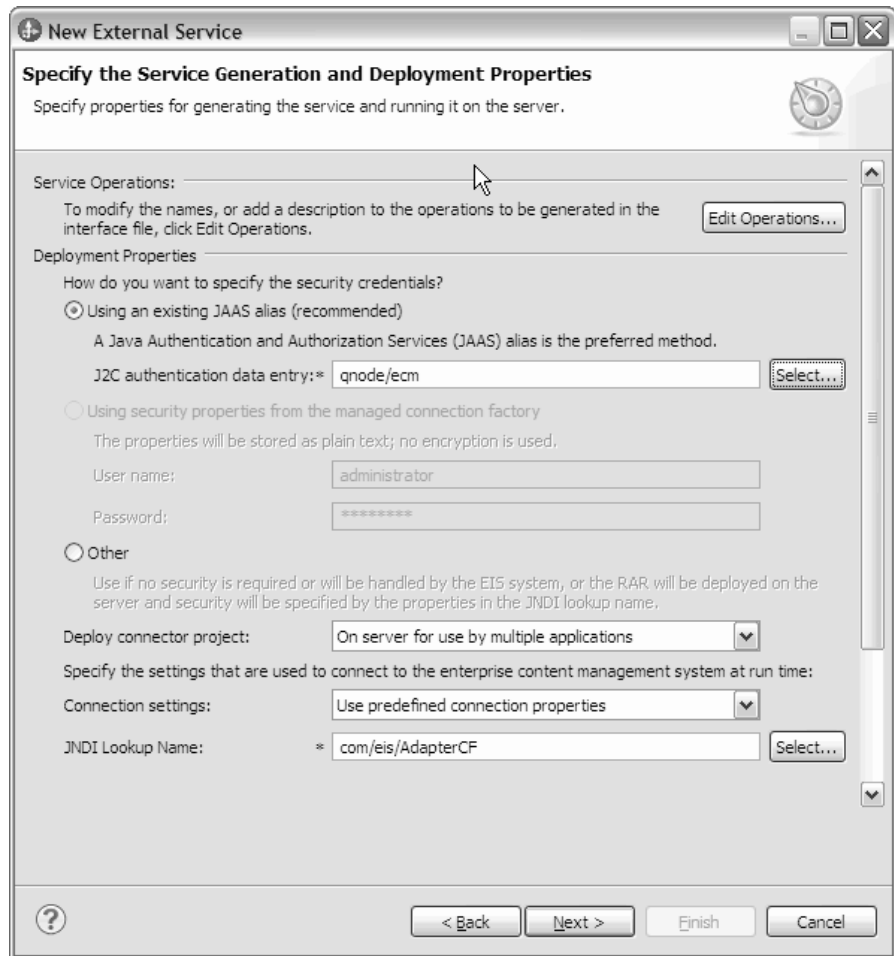 New External Service
Specify the Service Generation and Deployment Properties
Specify properties for generating the service and running it on the server.
Service Operations:
To modify the names, or add a description to the operations to be generated in the
interface file, click Edit Operations.
Edit Operations...
Deployment Properties
How do you want to specify the security credentials?
Using an existing JAAS alias (recommended)
A Java Authentication and Authorization Services (JAAS) alias is the preferred method.
J2C authentication data entry:* qnode/ecm Select...
Using security properties from the managed connection factory
The properties will be stored as plain text; no encryption is used.
User name: administrator
Password: ********
Other
Use if no security is required or will be handled by the EIS system, or the RAR will be deployed on the
server and security will be specified by the properties in the JNDI lookup name.
Deploy connector project: On server for use by multiple applications
Specify the settings that are used to connect to the enterprise content management system at run time:
Connection settings: Use predefined connection properties
JNDI Lookup Name: * com/eis/AdapterCF Select...
? < Back Next > Finish Cancel